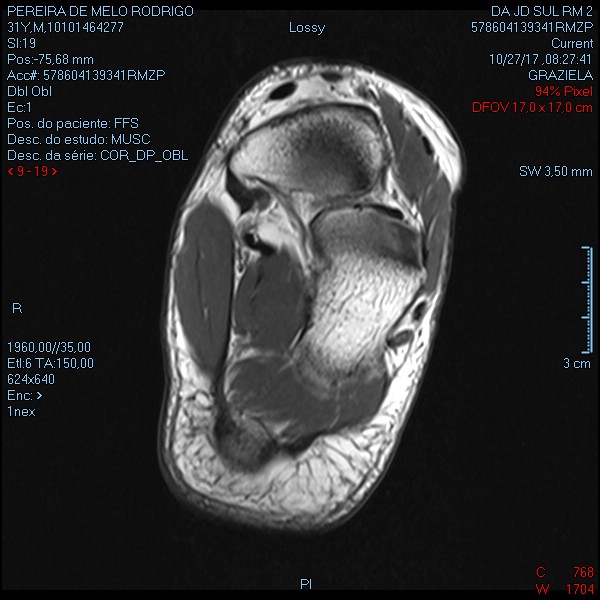 PEREIRA DE MELO RODRIGO
31Y,M,10101464277
Sl:19
Pos:-75,68 mm
Acc#: 578604139341RMZP
Dbl Obl
Ec:1
Pos. do paciente: FFS
Desc. do estudo: MUSC
Desc. da série: COR_DP_OBL
< 9 - 19 >
Lossy
DA JD SUL RM 2
578604139341RMZP
Current
10/27/17 ,08:27:41
GRAZIELA
94% Pixel
DFOV 17,0 x 17,0 cm
SW 3,50 mm
R
3 cm
1960,00//35,00
Etl:6 TA:150,00
624x640
Enc: >
1nex
PI
C 768
W 1704